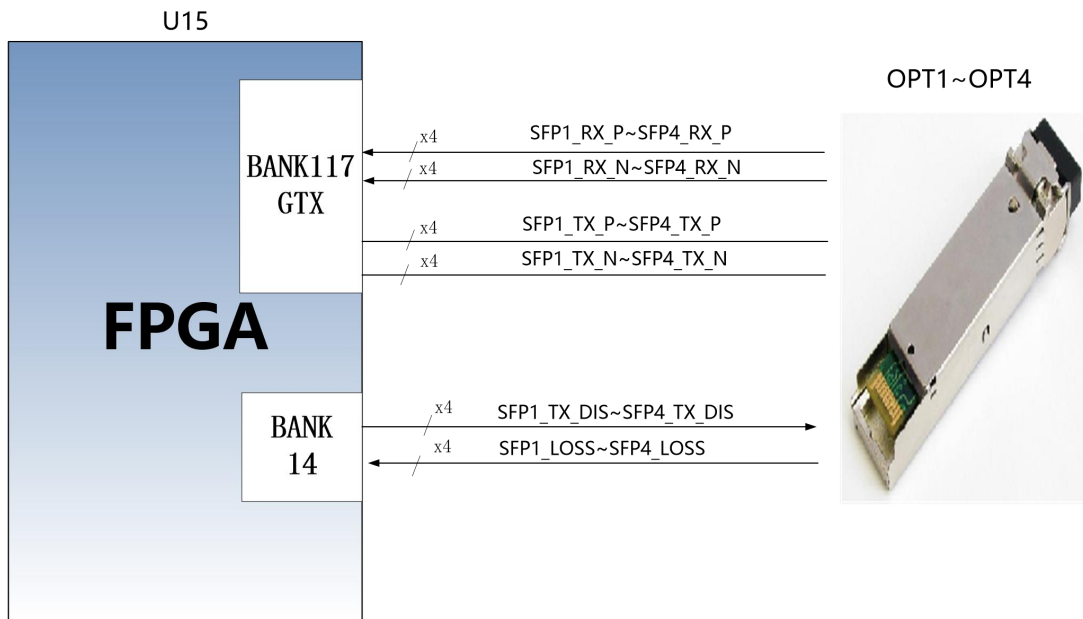 U15
OPT1~OPT4
BANK117
GTX
x4
SFP1_RX_P~SFP4_RX_P
x4
SFP1_RX_N~SFP4_RX_N
x4
SFP1_TX_P~SFP4_TX_P
x4
SFP1_TX_N~SFP4_TX_N
FPGA
BANK
14
x4
SFP1_TX_DIS~SFP4_TX_DIS
x4
SFP1_LOSS~SFP4_LOSS